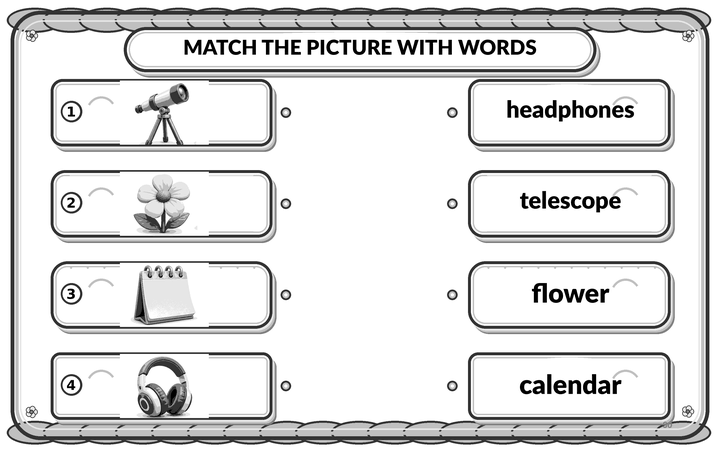 MATCH THE PICTURE WITH WORDS
1
headphones
2
telescope
3
flower
4
calendar